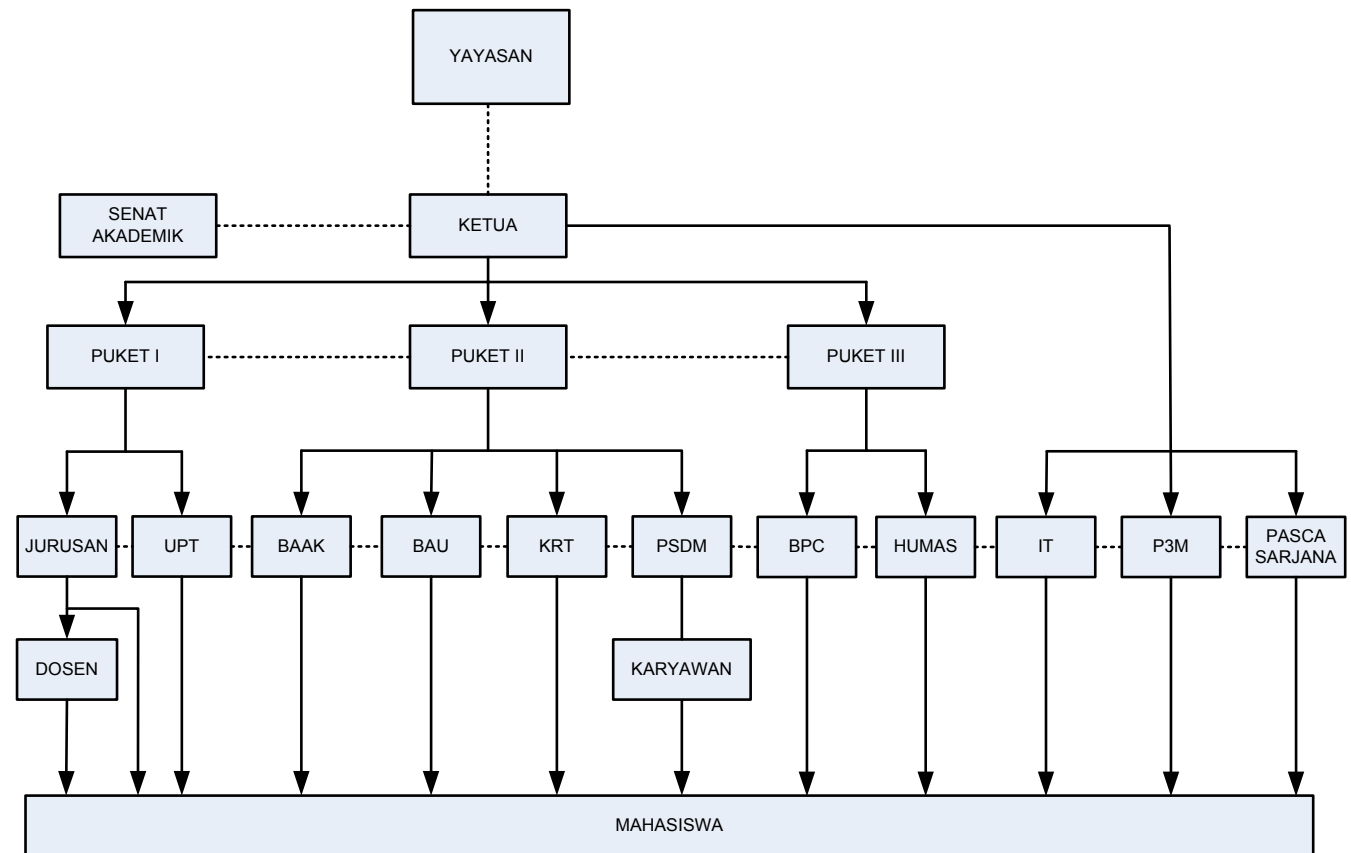 YAYASAN
SENAT
AKADEMIK
KETUA
PUKET I
PUKET II
PUKET III
JURUSAN
UPT
BAAK
BAU
KRT
PSDM
BPC
HUMAS
IT
P3M
PASCA
SARJANA
DOSEN
KARYAWAN
MAHASISWA